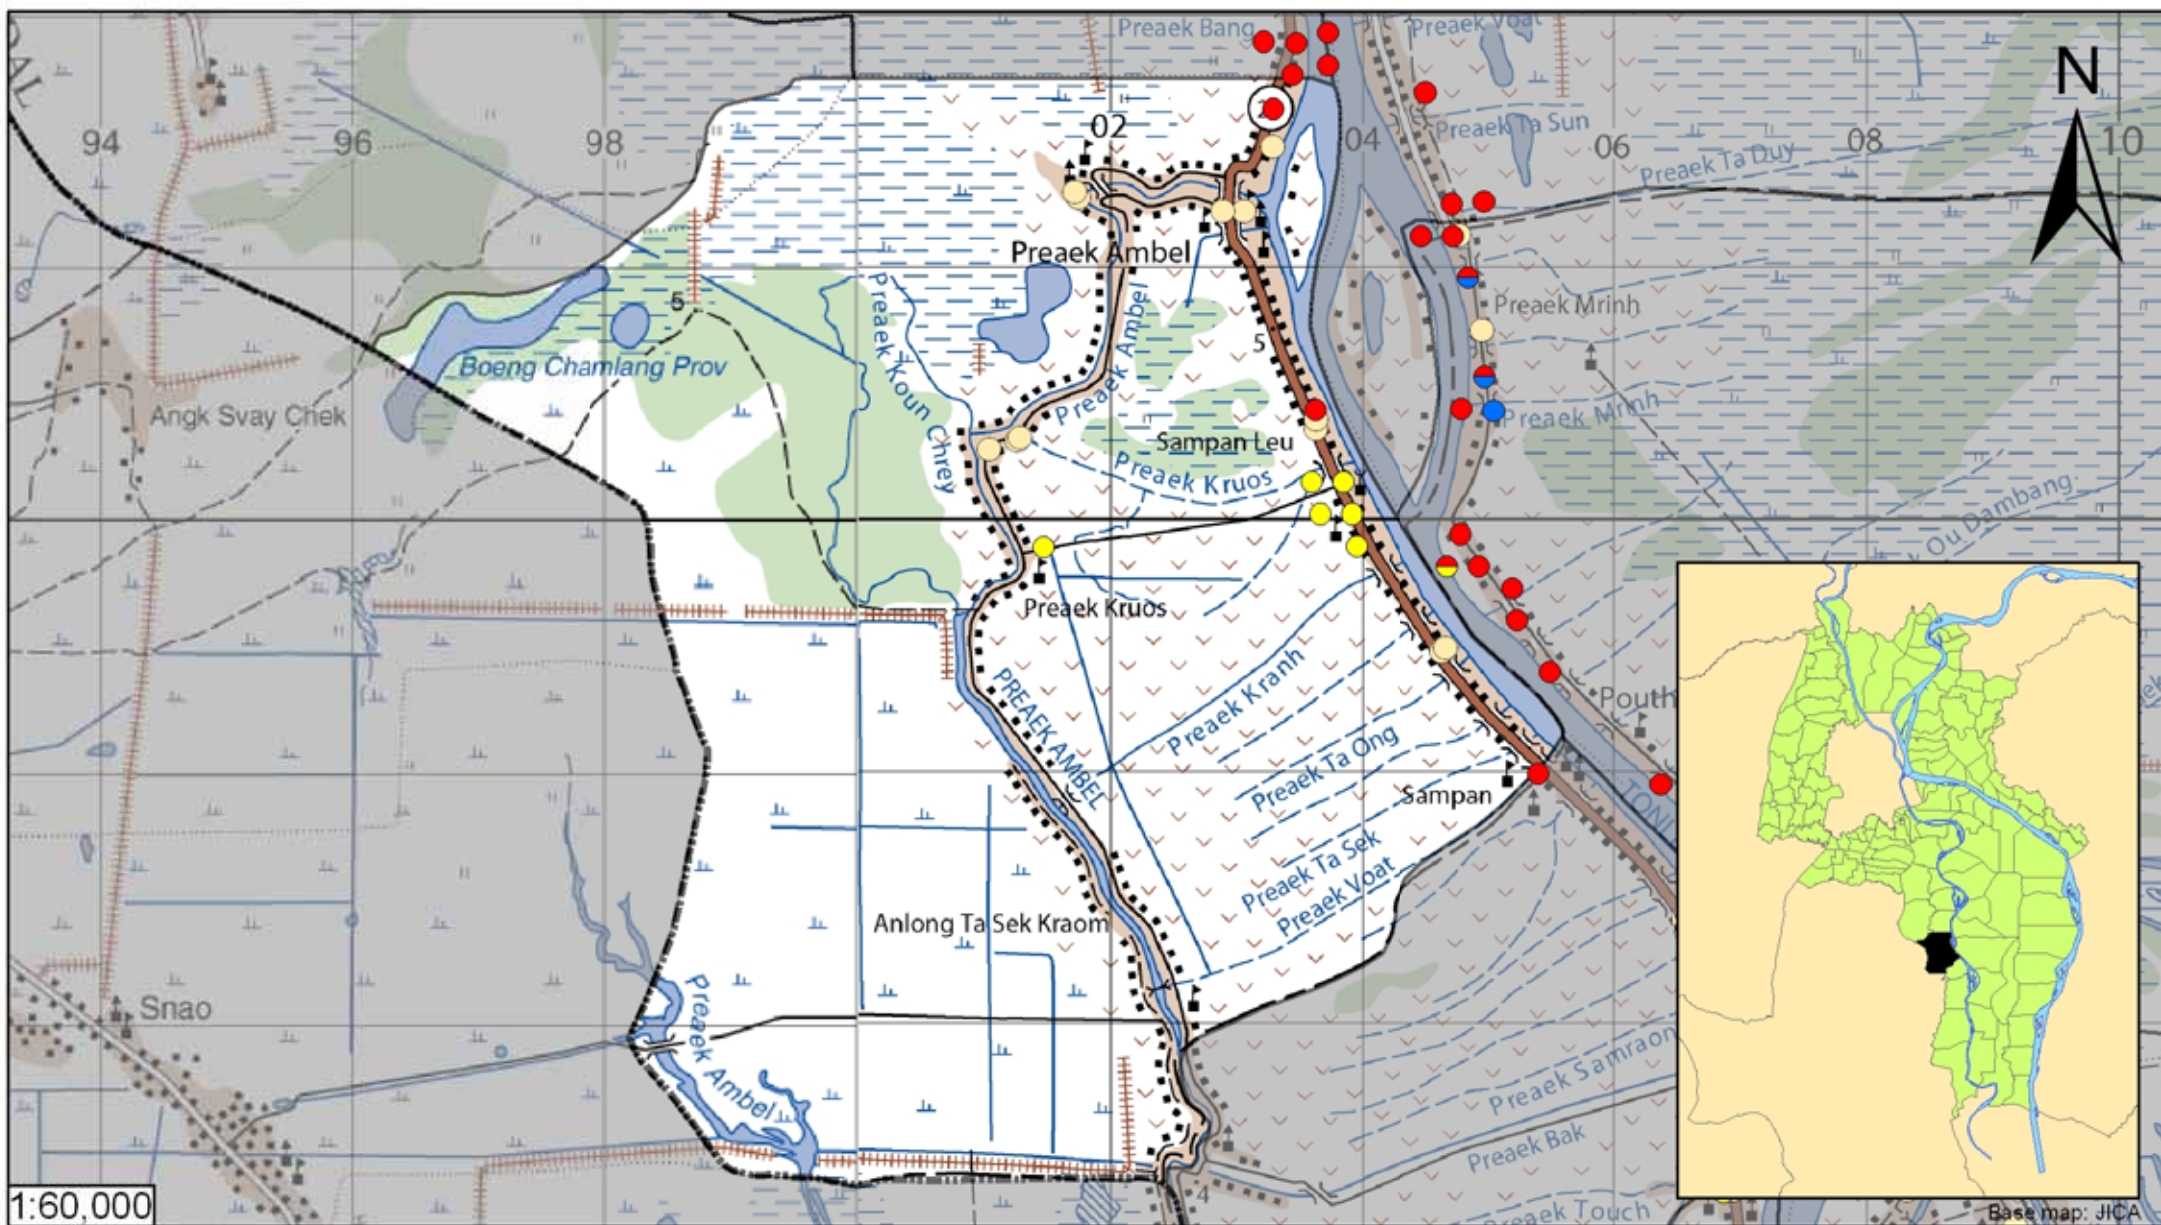 Preaek Bang
Preaek Voat
N
94
96
98
02
04
06
08
10
Preaek Ta Sun
Preaek Ta Duy
Preaek Ambel
5
Preaek Koun Chrey
Preaek Ambel
5
Preaek Mrinh
Boeng Chamlang Prov
Angk Svay Chek
Preaek Ambel
Preaek Mrinh
Sampan Leu
Preaek Kruos
Ou Dambang
Preaek Kruos
PREAEK AMBEL
Preaek Kranh
Preaek Ta Ong
Pouth
Sampan
Preaek Ta Sek
Preaek Voat
Anlong Ta Sek Kraom
Snao
Preaek Ambel
Preaek Samraon
Preaek Bak
4
Preaek Touch
1:60,000
Base map: JICA